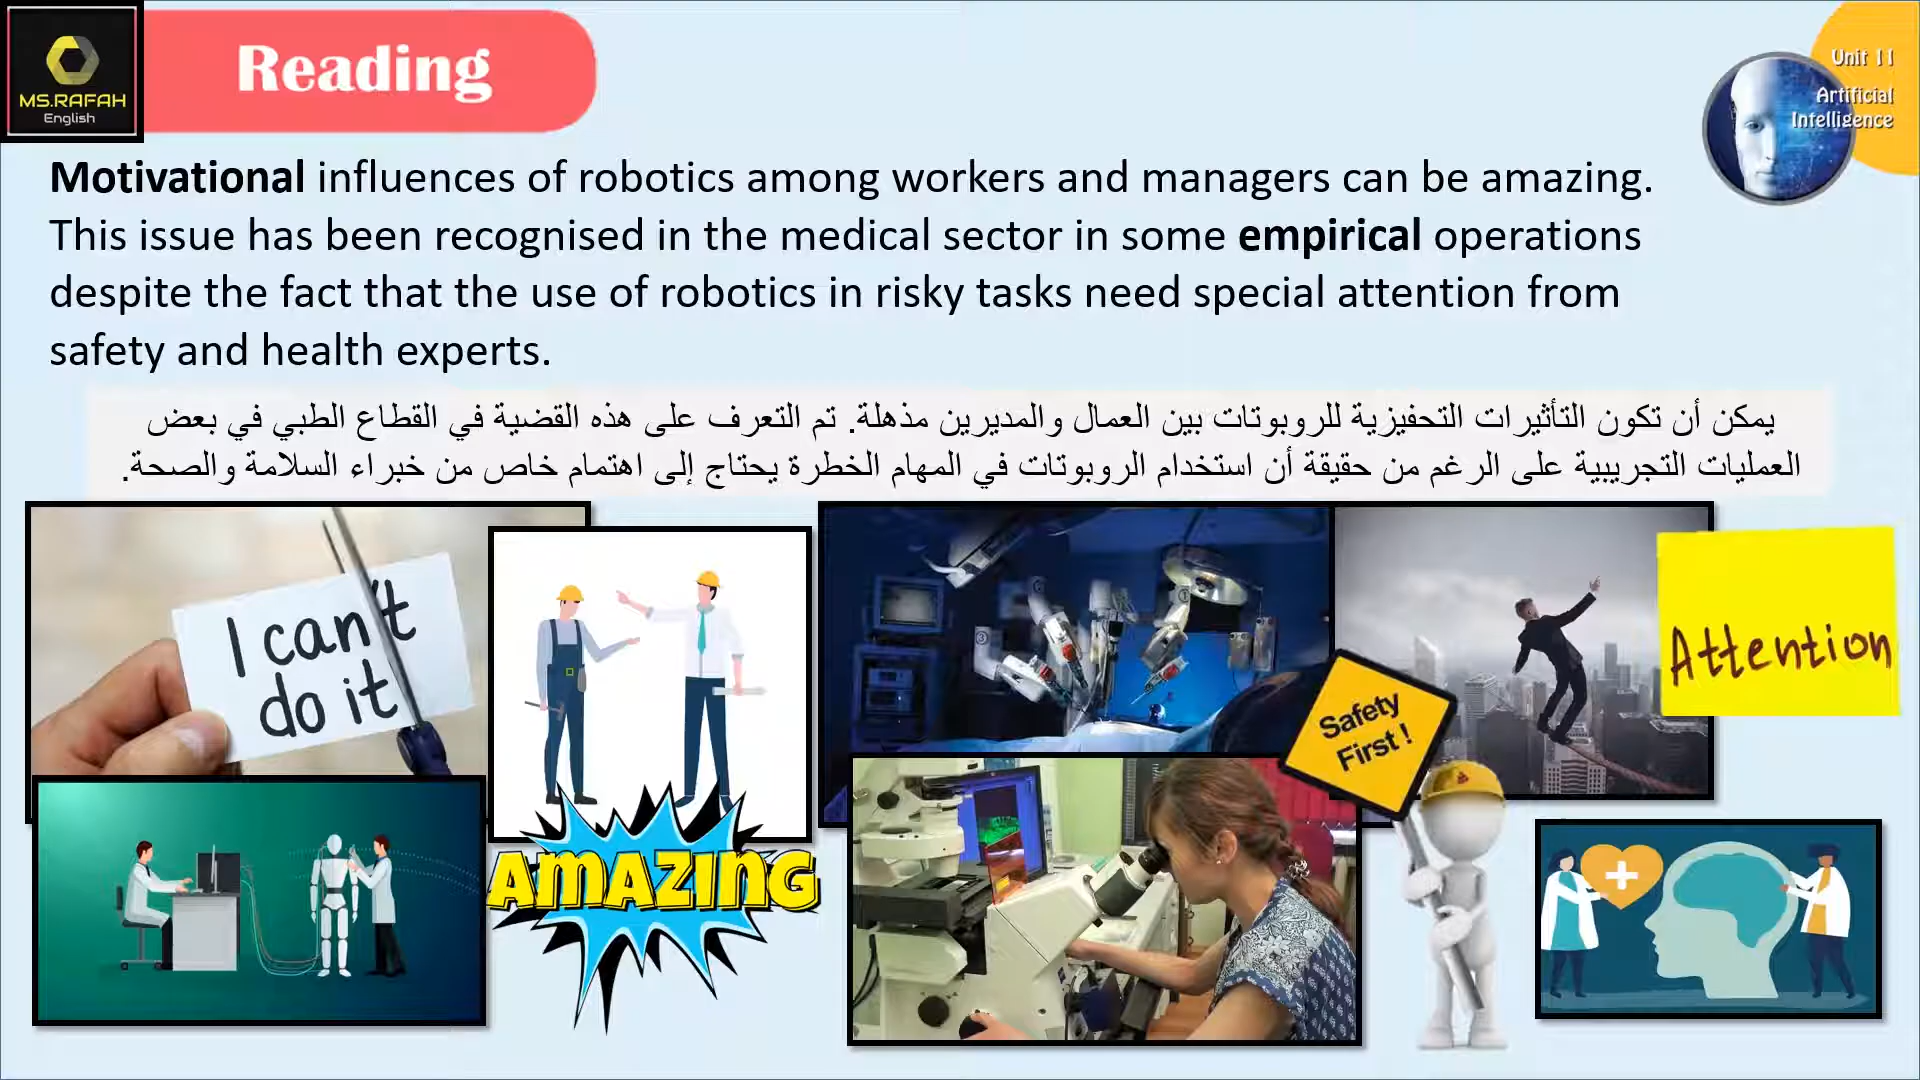 MS.RAFAH
English
Reading
Unit 11
Artificial
Intelligence
Motivational influences of robotics among workers and managers can be amazing.
This issue has been recognised in the medical sector in some empirical operations
despite the fact that the use of robotics in risky tasks need special attention from
safety and health experts.
يمكن أن تكون التأثيرات التحفيزية للروبوتات بين العمال والمديرين مذهلة. تم التعرف على هذه القضية في القطاع الطبي في بعض
العمليات التجريبية على الرغم من حقيقة أن استخدام الروبوتات في المهام الخطرة يحتاج إلى اهتمام خاص من خبراء السلامة والصحة.
I can't
do it
Attention
Safety
First !
AMAZING